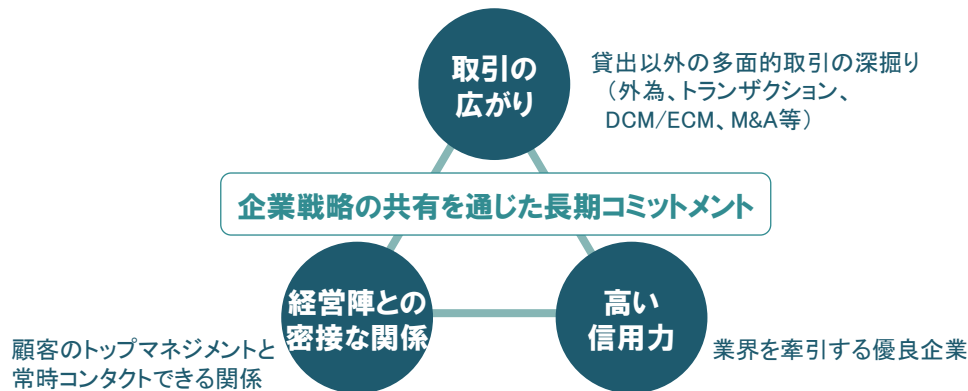 取引の
広がり
貸出以外の多面的取引の深掘り
（外為、トランザクション、
DCM/ECM、M&A等）
企業戦略の共有を通じた長期コミットメント
経営陣との
密接な関係
顧客のトップマネジメントと
常時コンタクトできる関係
高い
信用力
業界を牽引する優良企業